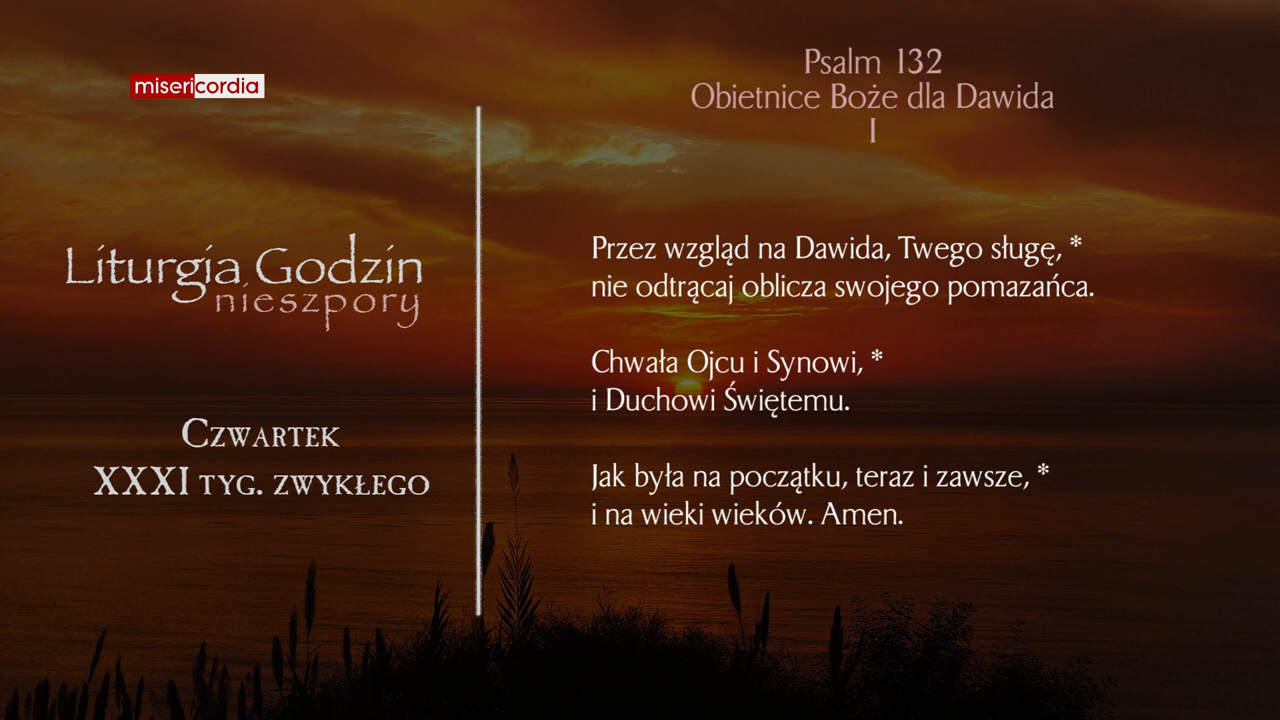 misericordia
Liturgia Godzin
nieszpory
Czwartek
XXXI tyg. zwykłego
Psalm 132
Obietnice Boże dla Dawida
I
Przez wzgląd na Dawida, Twego sługę, *
nie odtrącaj oblicza swojego pomazańca.
Chwała Ojcu i Synowi, *
i Duchowi Świętemu.
Jak była na początku, teraz i zawsze, *
i na wieki wieków. Amen.